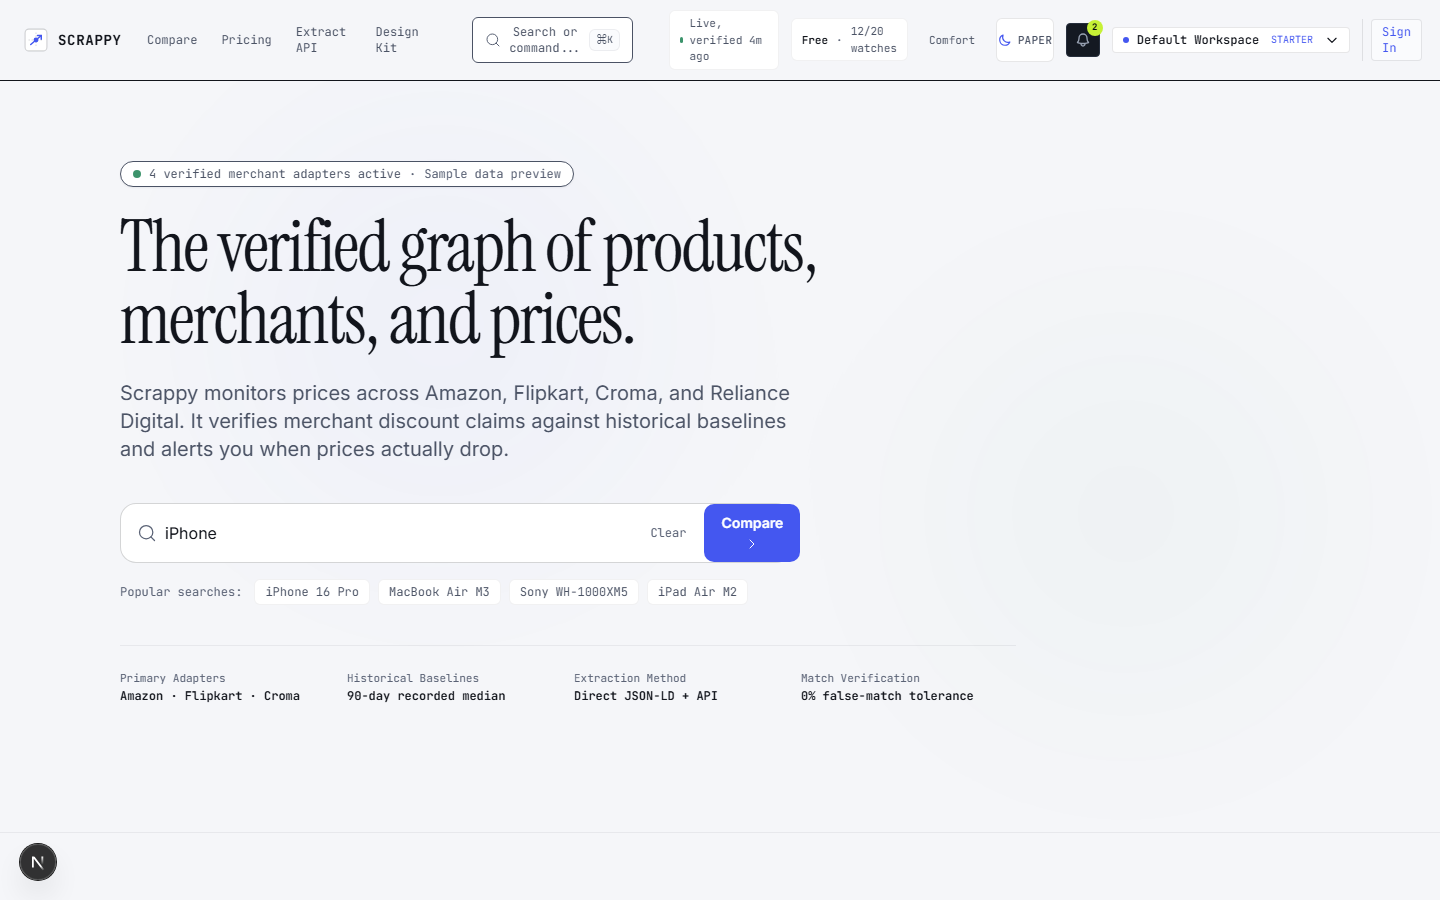 SCRAPPY
Compare
Pricing
Extract
API
Design
Kit
Search or
command...
⌘K
Live,
verified 4m
ago
Free · 12/20
watches
Comfort
PAPER
2
Default Workspace STARTER
Sign
In
4 verified merchant adapters active · Sample data preview
The verified graph of products,
merchants, and prices.
Scrappy monitors prices across Amazon, Flipkart, Croma, and Reliance
Digital. It verifies merchant discount claims against historical baselines
and alerts you when prices actually drop.
iPhone
Clear
Compare
Popular searches: iPhone 16 Pro MacBook Air M3 Sony WH-1000XM5 iPad Air M2
Primary Adapters
Amazon · Flipkart · Croma
Historical Baselines
90-day recorded median
Extraction Method
Direct JSON-LD + API
Match Verification
0% false-match tolerance
N